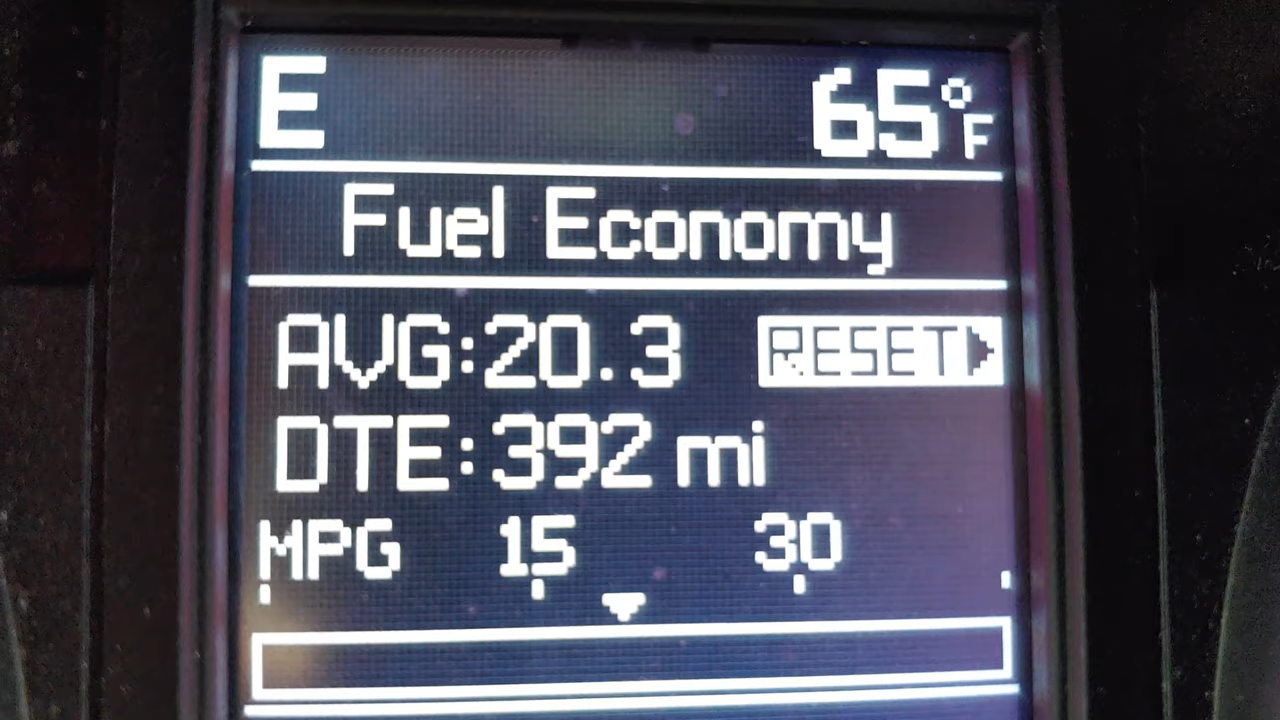 E 65°F
Fuel Economy
AVG:20.3 RESET
DTE:392 mi
MPG 15 30